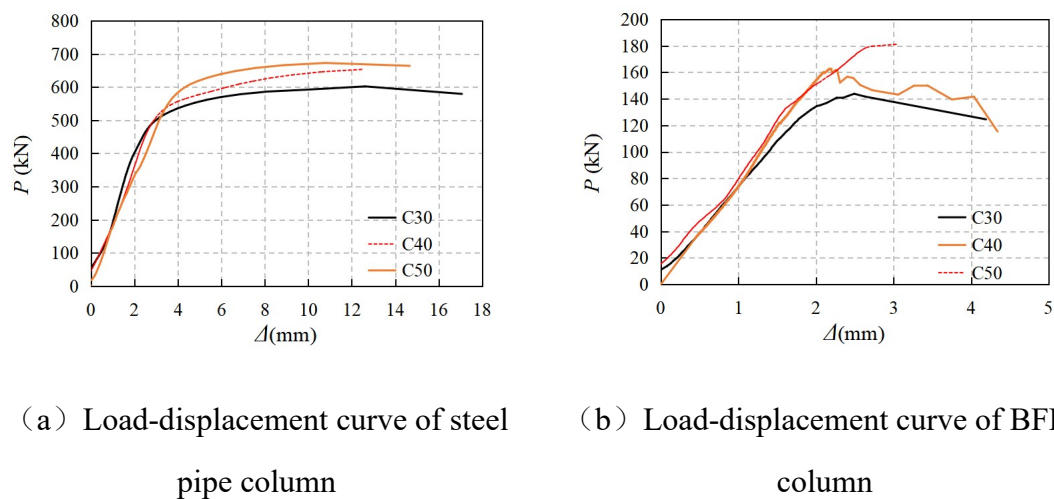 800
700
600
500
400
300
200
100
0
P (kN)
0 2 4 6 8 10 12 14 16 18
Δ(mm)
C30
C40
C50
200
180
160
140
120
100
80
60
40
20
0
P (kN)
0 1 2 3 4 5
Δ(mm)
C30
C40
C50
（a）Load-displacement curve of steel
pipe column
（b）Load-displacement curve of
column